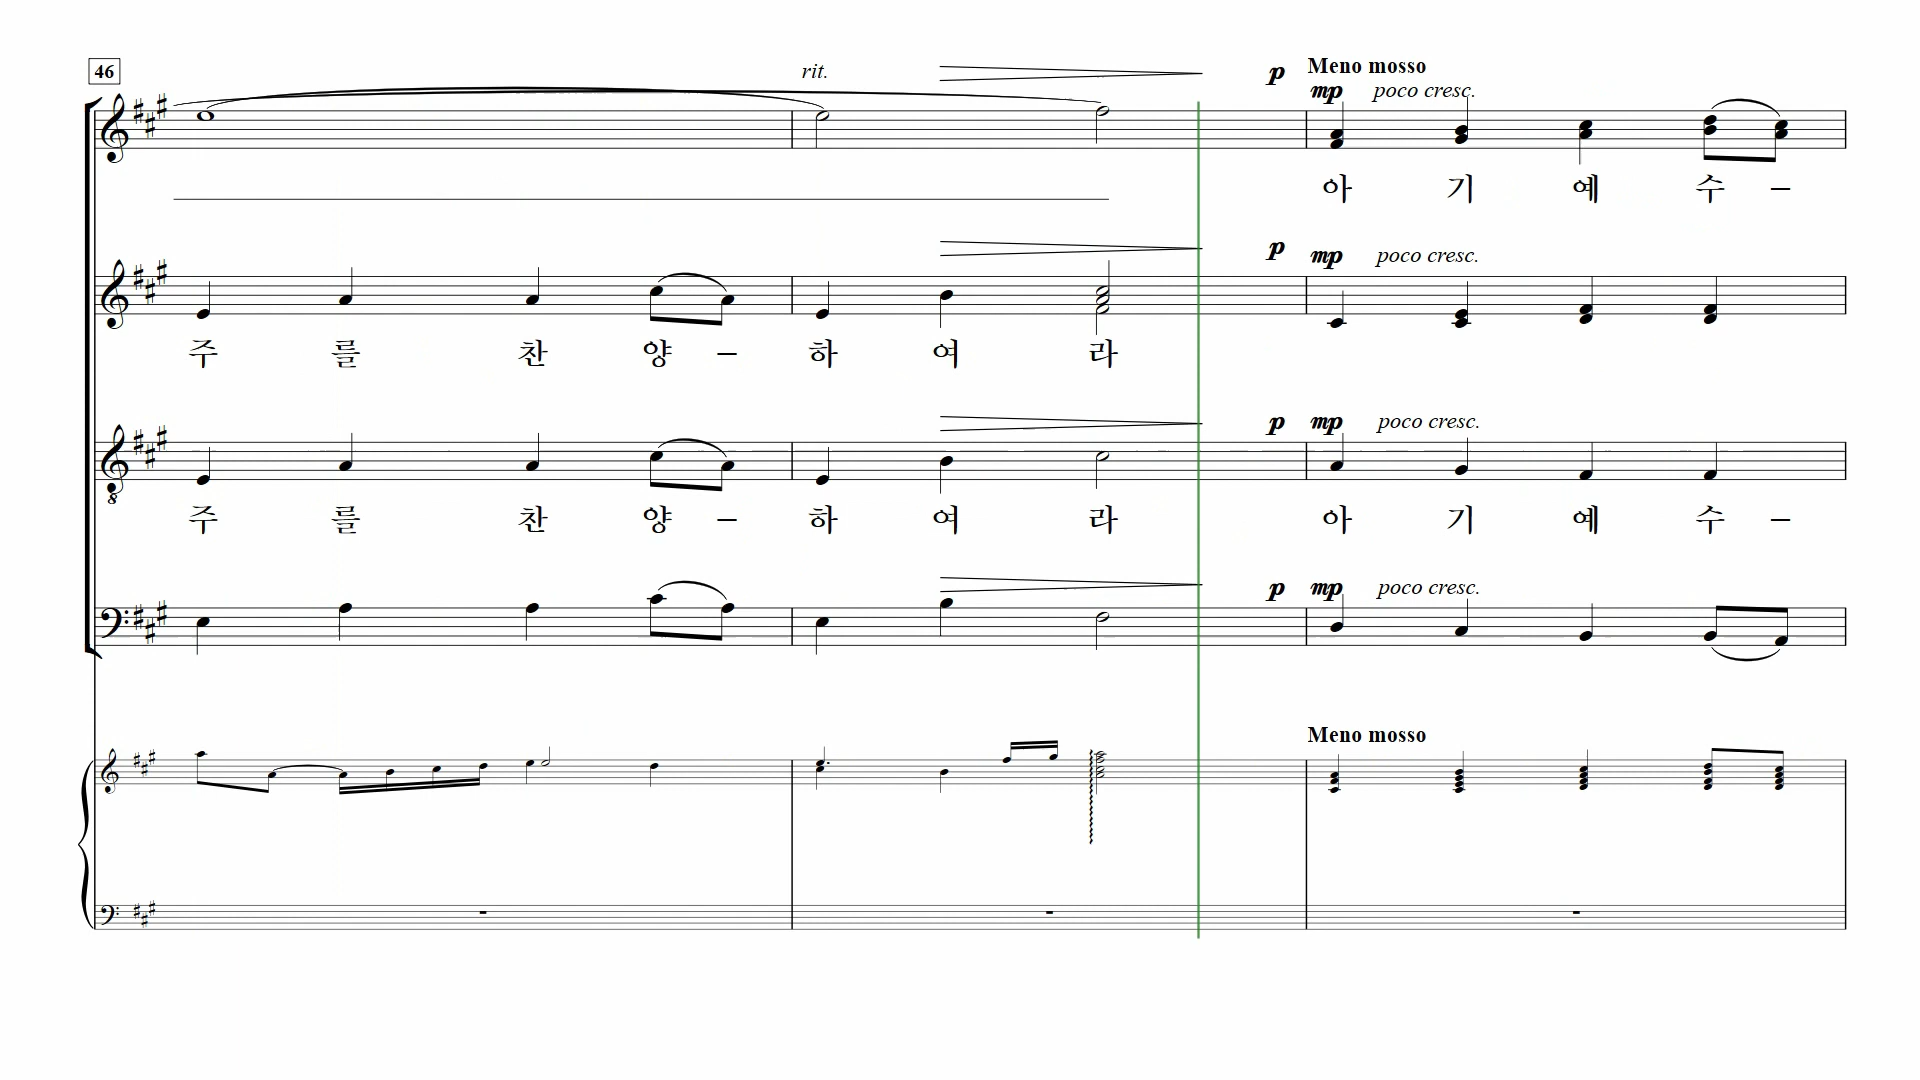 46
rit.
p
Meno mosso
mp poco cresc.
아 기 예 수 –
p mp poco cresc.
주 를 찬 양 – 하 여 라
p mp poco cresc.
주 를 찬 양 – 하 여 라 아 기 예 수 –
p mp poco cresc.
Meno mosso